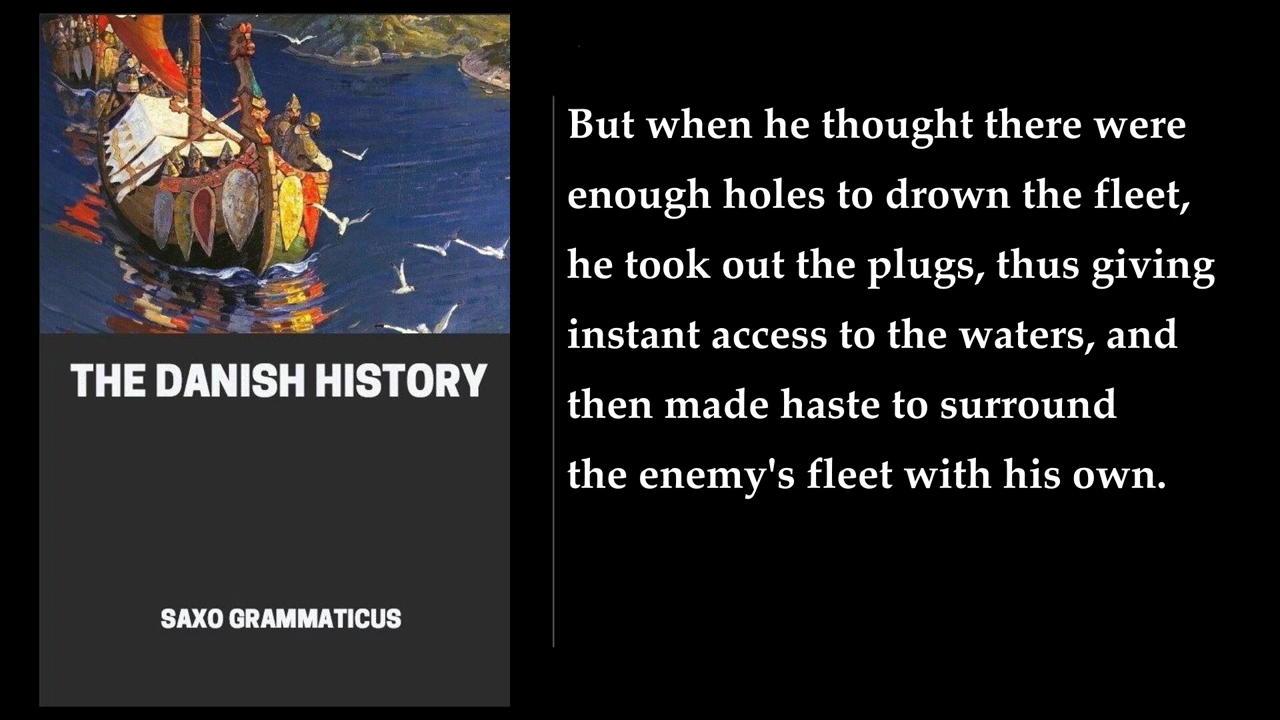 THE DANISH HISTORY
SAXO GRAMMATICUS
But when he thought there were
enough holes to drown the fleet,
he took out the plugs, thus giving
instant access to the waters, and
then made haste to surround
the enemy's fleet with his own.